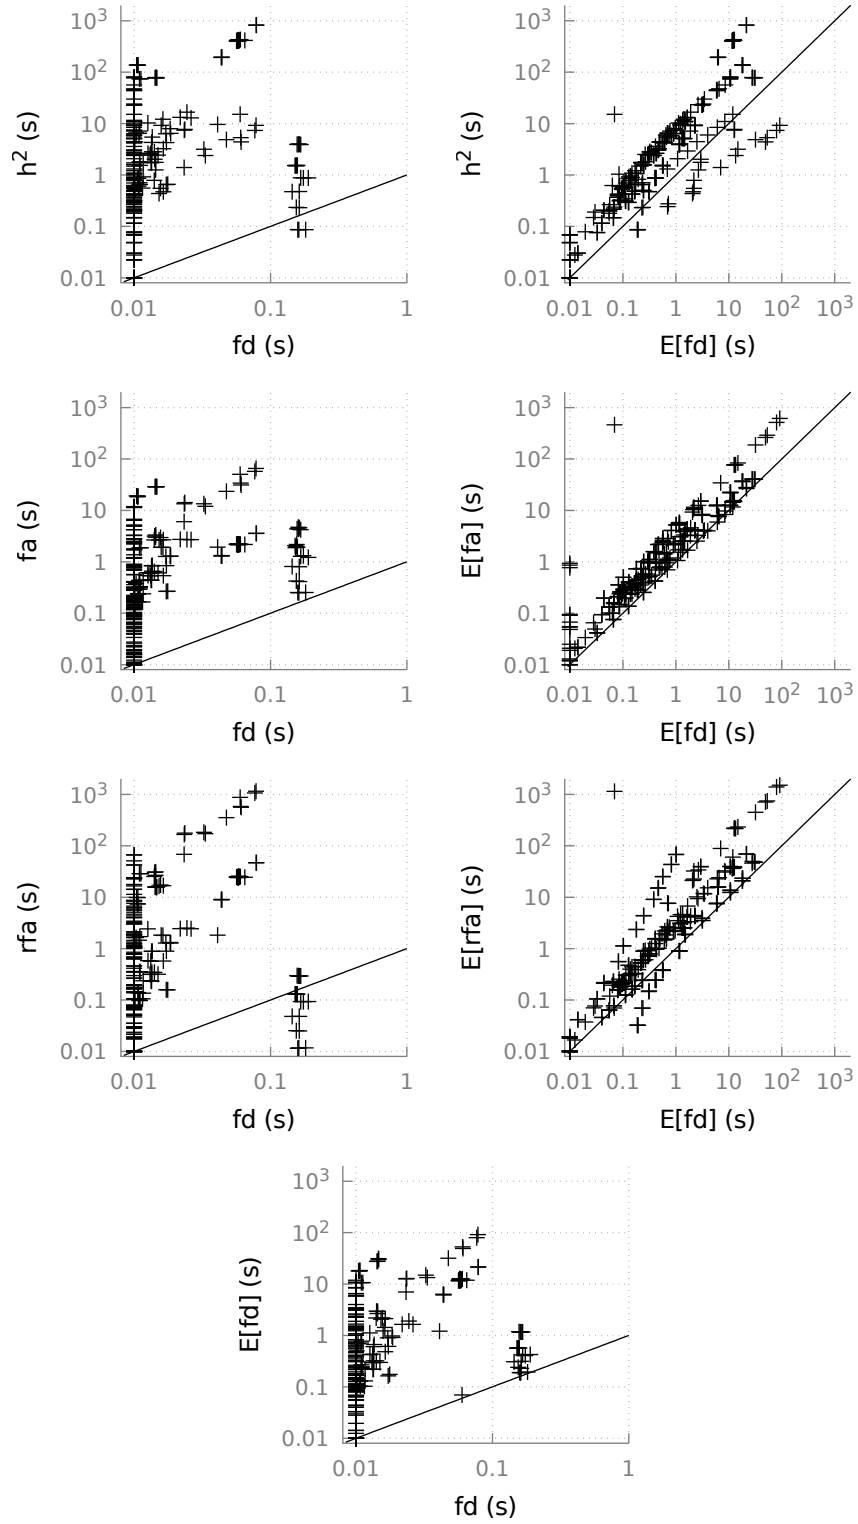 10³ 10³
10² 10²
10 10
1 1
0.1 0.1
0.01 0.01
h² (s) h² (s)
0.01 0.1 1 0.01 0.1 1 10 10² 10³
fd (s) E[fd] (s)
10³ 10³
10² 10²
10 10
1 1
0.1 0.1
0.01 0.01
fa (s) E[fa] (s)
0.01 0.1 1 0.01 0.1 1 10 10² 10³
fd (s) E[fd] (s)
10³ 10³
10² 10²
10 10
1 1
0.1 0.1
0.01 0.01
rfa (s) E[rfa] (s)
0.01 0.1 1 0.01 0.1 1 10 10² 10³
fd (s) E[fd] (s)
10³
10²
10
1
0.1
0.01
E[fd] (s)
0.01 0.1 1
fd (s)